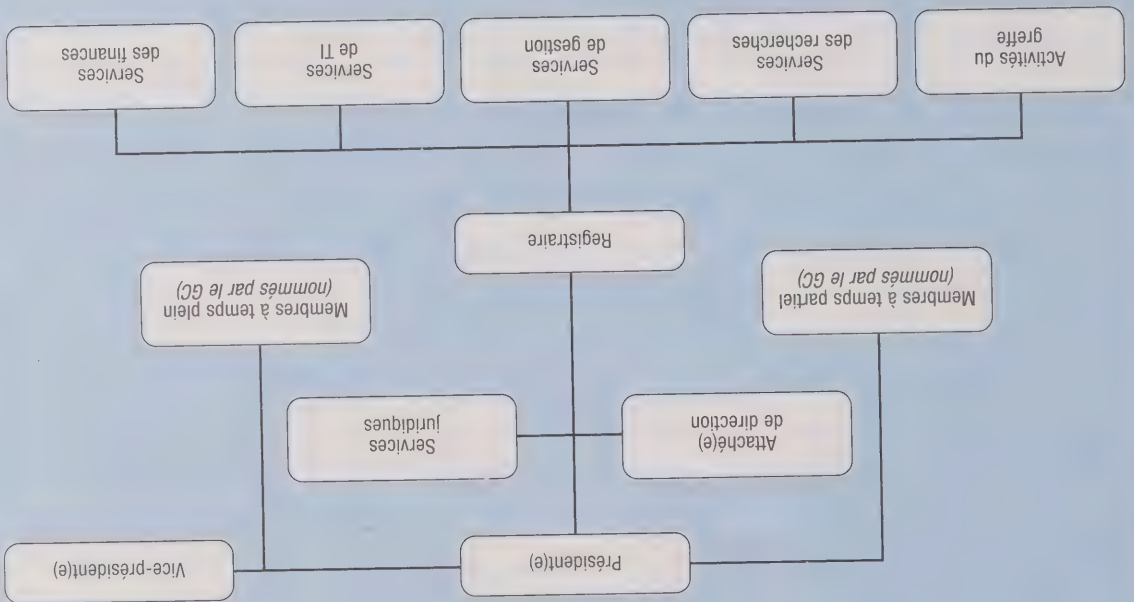 Président(e)
Vice-président(e)
Attaché(e)
de direction
Services
juridiques
Membres à temps partiel
(nommés par le GC)
Membres à temps plein
(nommés par le GC)
Registraire
Activités du
greffe
Services
des recherches
Services
de gestion
Services
de TI
Services
des finances